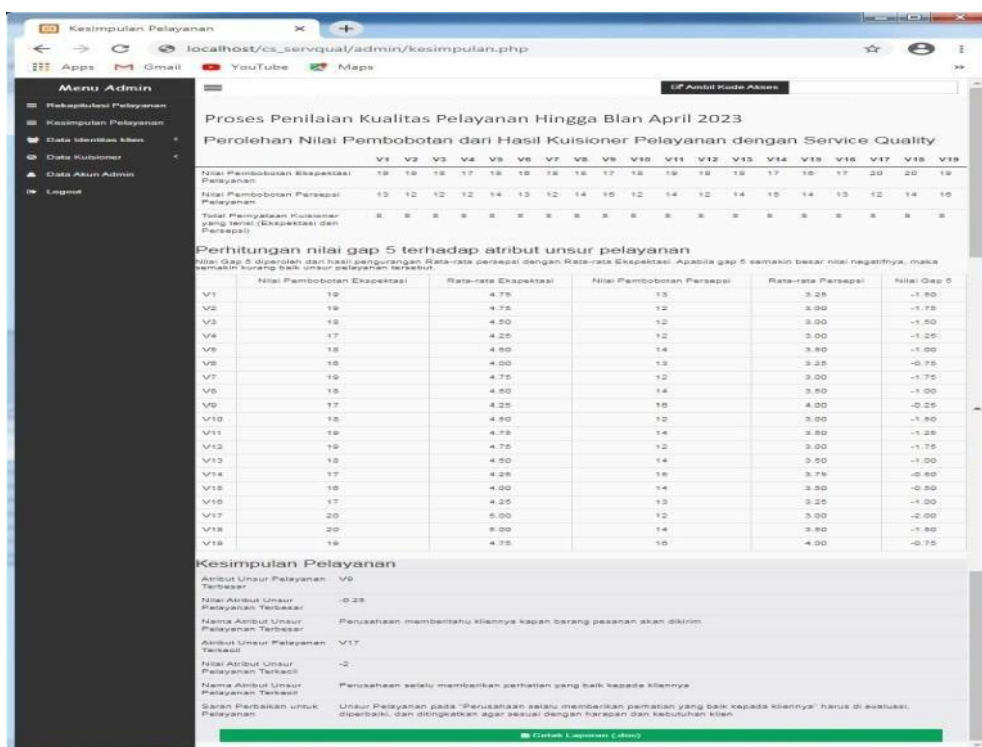 Kesimpulan Pelayanan
localhost/cs_servqual/admin/kesimpulan.php
Apps Gmail YouTube Maps
Menu Admin
Ambil Kode Akses
Rekapitulasi Pelayanan
Kesimpulan Pelayanan
Data Identitas klien
Data Kuisioner
Data Akun Admin
Logout
Proses Penilaian Kualitas Pelayanan Hingga Blan April 2023
Perolehan Nilai Pembobotan dari Hasil Kuisioner Pelayanan dengan Service Quality
V1 V2 V3 V4 V5 V6 V7 V8 V9 V10 V11 V12 V13 V14 V15 V16 V17 V18 V19
Nilai Pembobotan Ekspektasi 19 19 18 17 18 16 19 18 17 18 19 19 18 17 16 17 20 20 19
Pelayanan
Nilai Pembobotan Persepsi 13 12 12 12 14 13 12 14 16 12 14 12 14 15 14 13 12 14 16
Pelayanan
Total Pernyataan Kuisioner 8 8 8 8 8 8 8 8 8 8 8 8 8 8 8 8 8 8 8
yang terisi (Ekspektasi dan
Persepsi)
Perhitungan nilai gap 5 terhadap atribut unsur pelayanan
Nilai Gap 5 diperoleh dari hasil pengurangan Rata-rata persepsi dengan Rata-rata Ekspektasi. Apabila gap 5 semakin besar nilai negatifnya, maka
semakin kurang baik unsur pelayanan tersebut.
Nilai Pembobotan Ekspektasi Rata-rata Ekspektasi Nilai Pembobotan Persepsi Rata-rata Persepsi Nilai Gap 5
V1 19 4.75 13 3.25 -1.50
V2 19 4.75 12 3.00 -1.75
V3 18 4.50 12 3.00 -1.50
V4 17 4.25 12 3.00 -1.25
V5 18 4.50 14 3.50 -1.00
V6 16 4.00 13 3.25 -0.75
V7 19 4.75 12 3.00 -1.75
V8 18 4.50 14 3.50 -1.00
V9 17 4.25 16 4.00 -0.25
V10 18 4.50 12 3.00 -1.50
V11 19 4.75 14 3.50 -1.25
V12 19 4.75 12 3.00 -1.75
V13 18 4.50 14 3.50 -1.00
V14 17 4.25 15 3.75 -0.50
V15 16 4.00 14 3.50 -0.50
V16 17 4.25 13 3.25 -1.00
V17 20 5.00 12 3.00 -2.00
V18 20 5.00 14 3.50 -1.50
V19 19 4.75 16 4.00 -0.75
Kesimpulan Pelayanan
Atribut Unsur Pelayanan V9
Terbesar
Nilai Atribut Unsur -0.25
Pelayanan Terbesar
Nama Atribut Unsur Perusahaan memberitahu kliennya kapan barang pesanan akan dikirim
Pelayanan Terbesar
Atribut Unsur Pelayanan V17
Terkecil
Nilai Atribut Unsur -2
Pelayanan Terkecil
Nama Atribut Unsur Perusahaan selalu memberikan perhatian yang baik kepada kliennya
Pelayanan Terkecil
Saran Perbaikan untuk Unsur Pelayanan pada "Perusahaan selalu memberikan perhatian yang baik kepada kliennya" harus di evaluasi,
Pelayanan diperbaiki, dan ditingkatkan agar sesuai dengan harapan dan kebutuhan klien
Cetak Laporan (.doc)